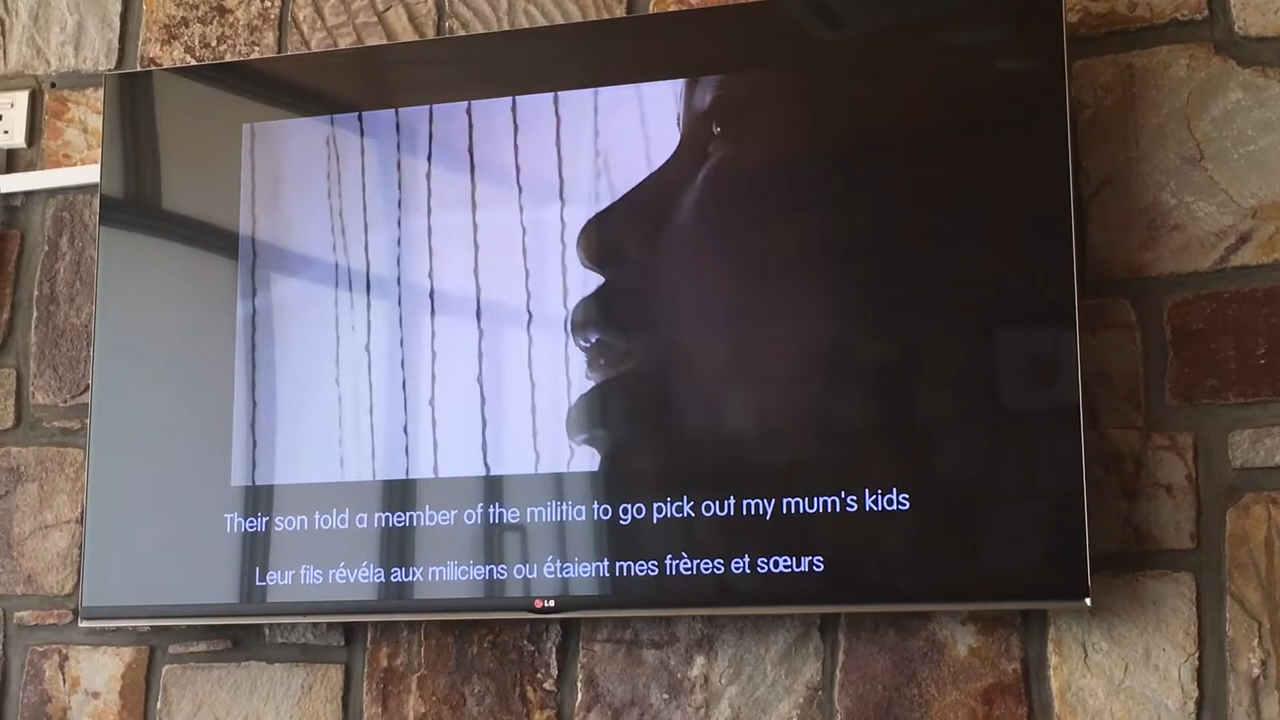 Their son told a member of the militia to go pick out my mum's kids
Leur fils révéla aux miliciens ou étaient mes frères et sœurs
LG